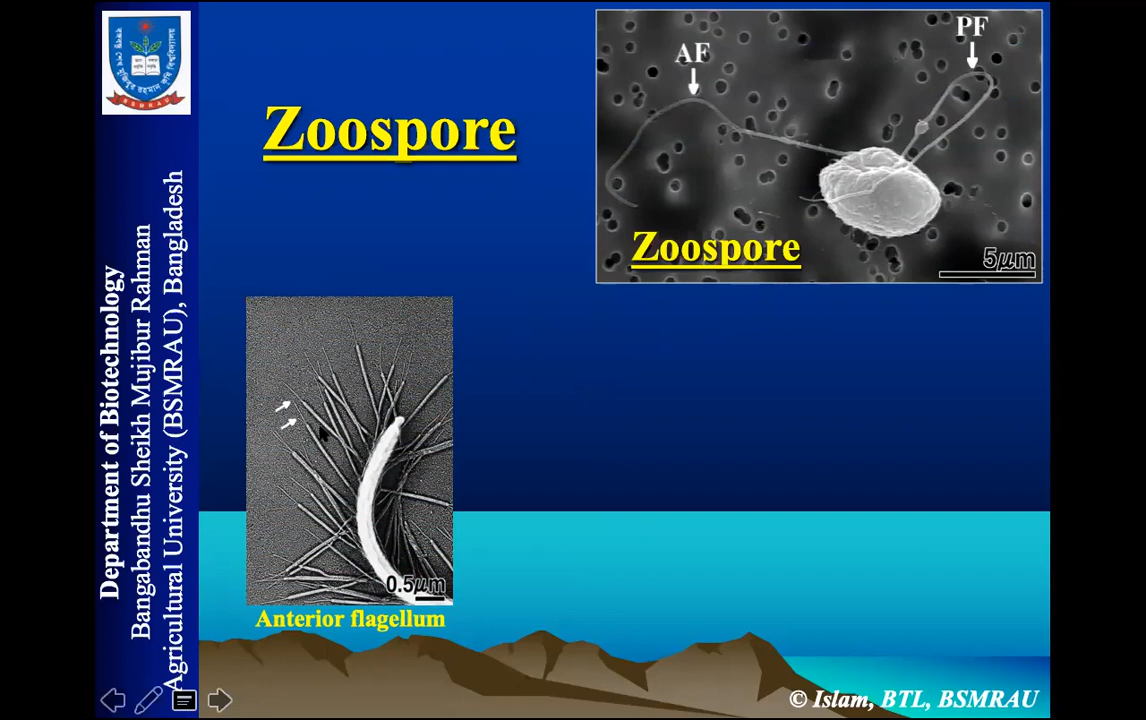 Department of Biotechnology
Bangabandhu Sheikh Mujibur Rahman
Agricultural University (BSMRAU), Bangladesh
BSMRAU
Zoospore
AF
PF
Zoospore
5μm
0.5μm
Anterior flagellum
© Islam, BTL, BSMRAU